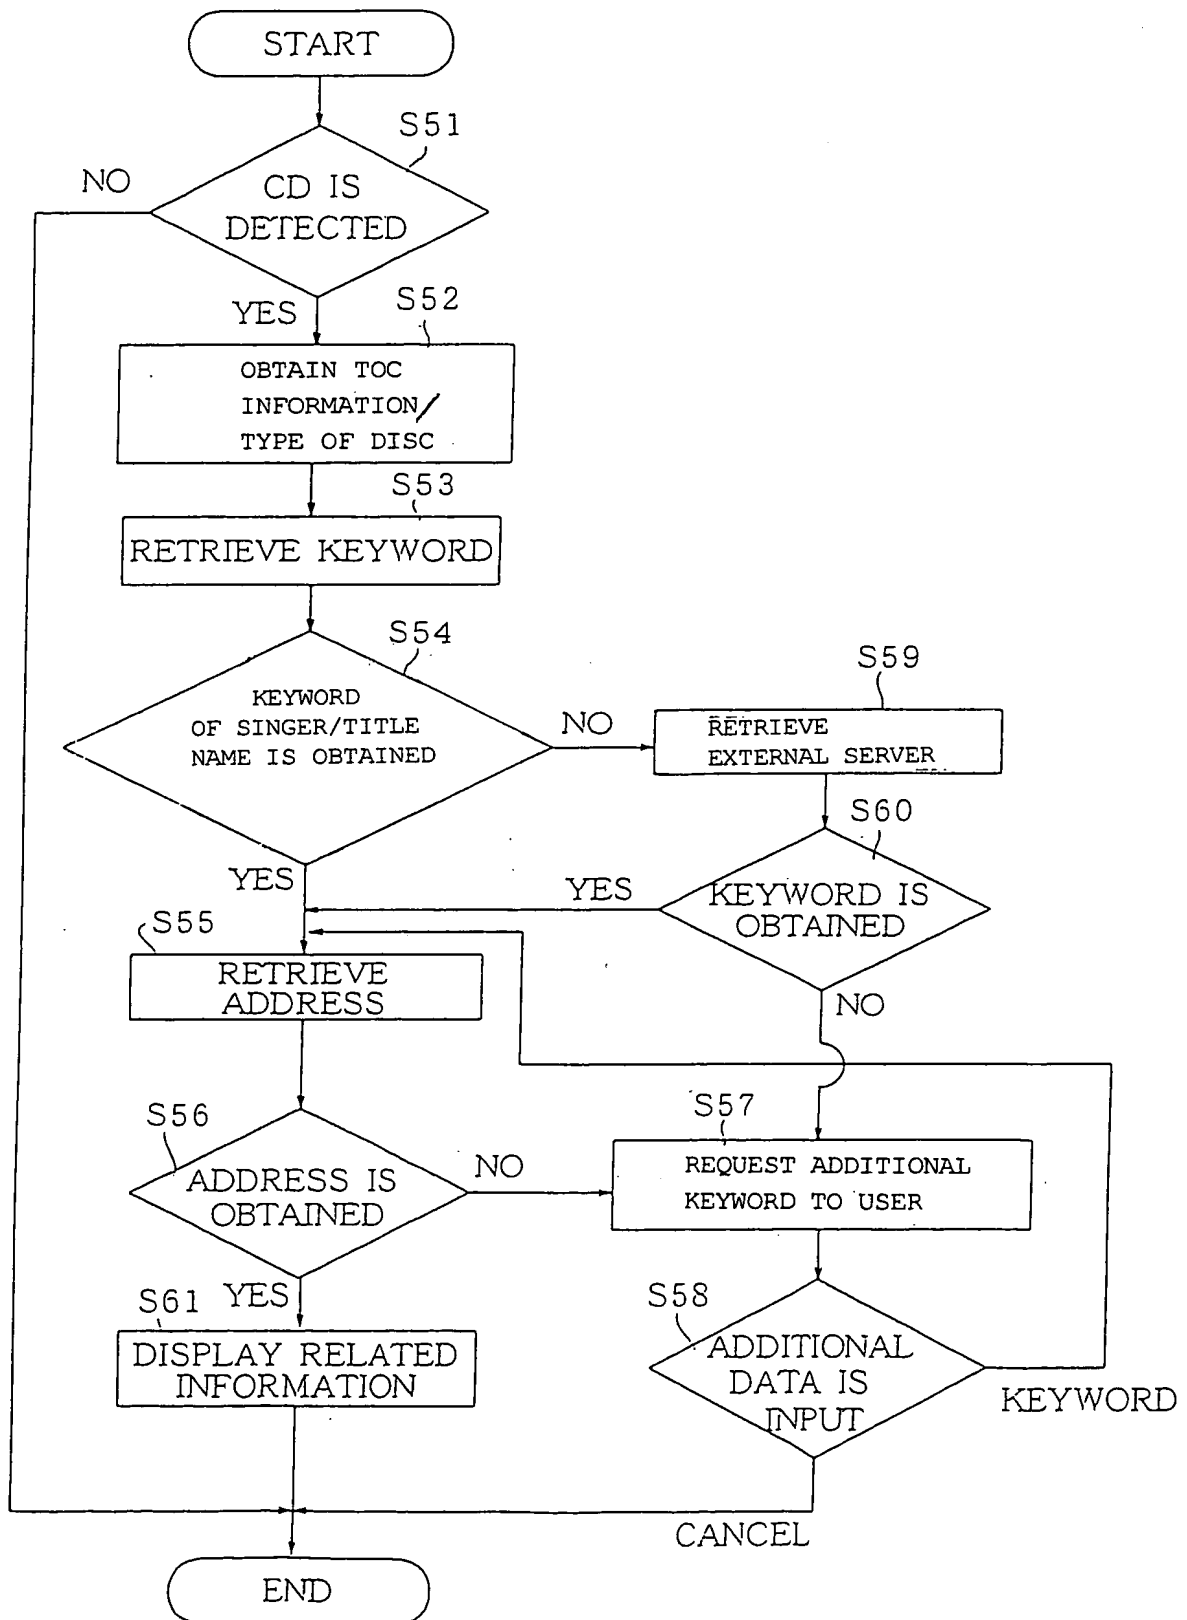 START
S51
NO
CD IS
DETECTED
YES
S52
OBTAIN TOC
INFORMATION/
TYPE OF DISC
S53
RETRIEVE KEYWORD
S54
KEYWORD
OF SINGER/TITLE
NAME IS OBTAINED
NO
S59
RETRIEVE
EXTERNAL SERVER
S60
YES
YES
KEYWORD IS
OBTAINED
S55
RETRIEVE
ADDRESS
NO
S56
S57
ADDRESS IS
OBTAINED
NO
REQUEST ADDITIONAL
KEYWORD TO USER
YES
S61
S58
DISPLAY RELATED
INFORMATION
ADDITIONAL
DATA IS
INPUT
KEYWORD
CANCEL
END